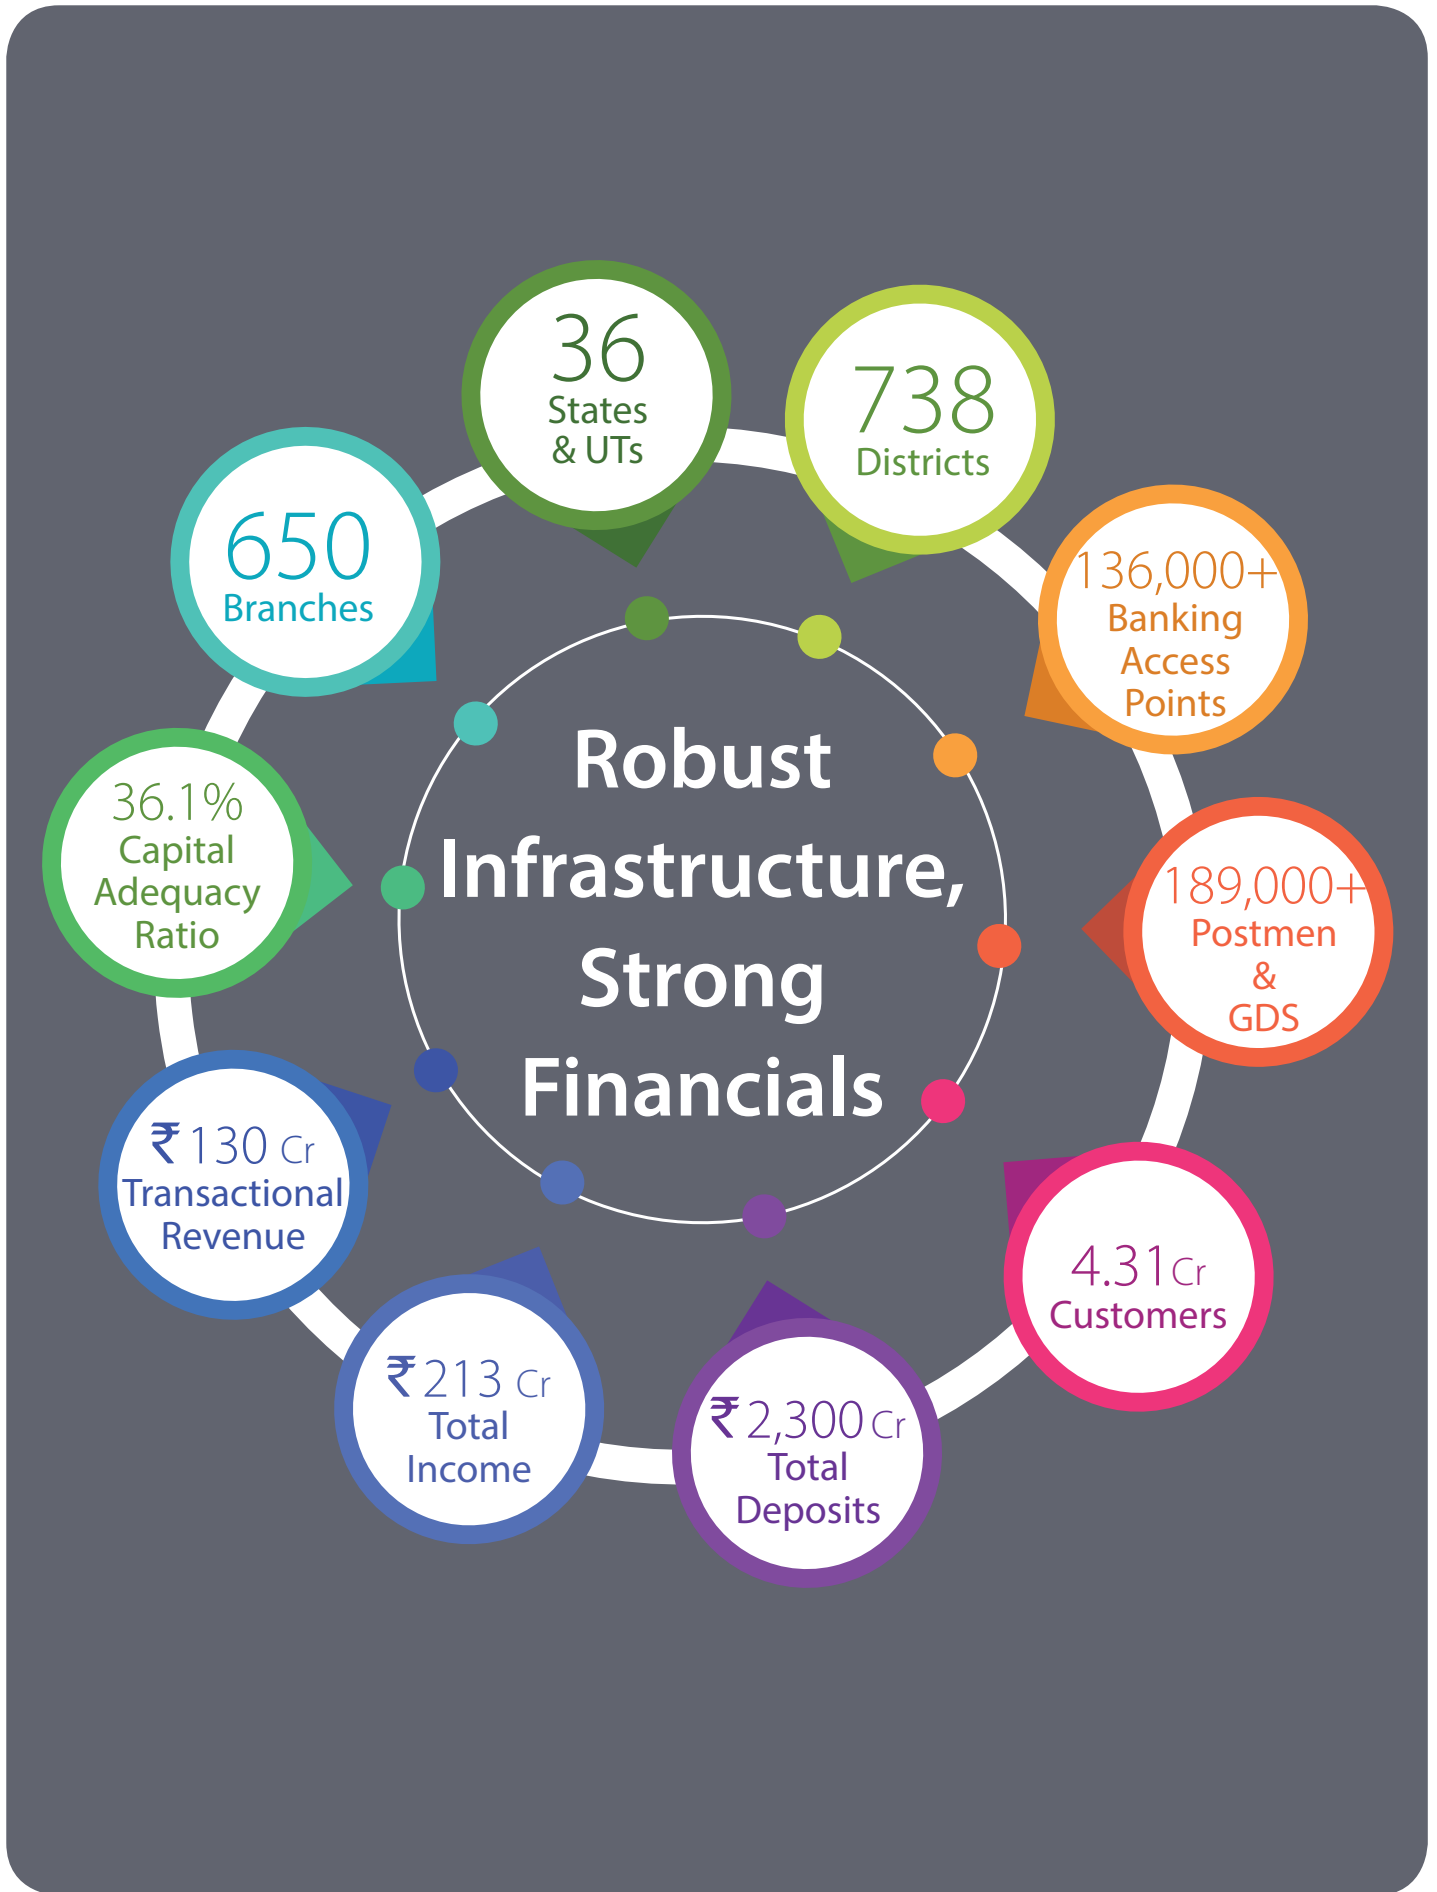 36
States
& UTs
738
Districts
136,000+
Banking
Access
Points
189,000+
Postmen
&
GDS
4.31Cr
Customers
₹ 2,300 Cr
Total
Deposits
₹ 213 Cr
Total
Income
₹ 130 Cr
Transactional
Revenue
36.1%
Capital
Adequacy
Ratio
650
Branches
Robust
Infrastructure,
Strong
Financials